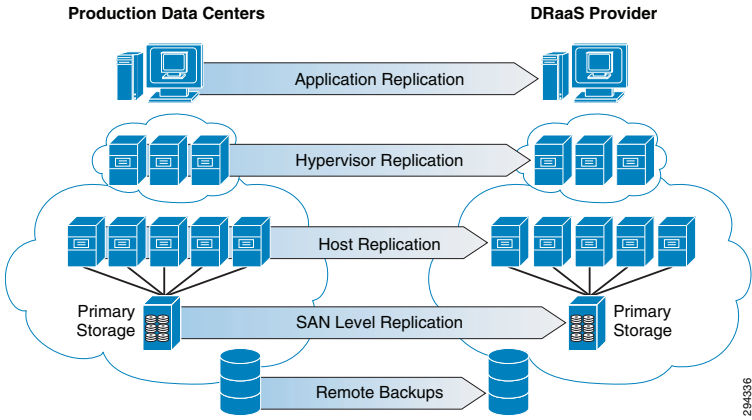 Production Data Centers
DRaaS Provider
Application Replication
Hypervisor Replication
Host Replication
Primary
Storage
SAN Level Replication
Primary
Storage
Remote Backups
294336